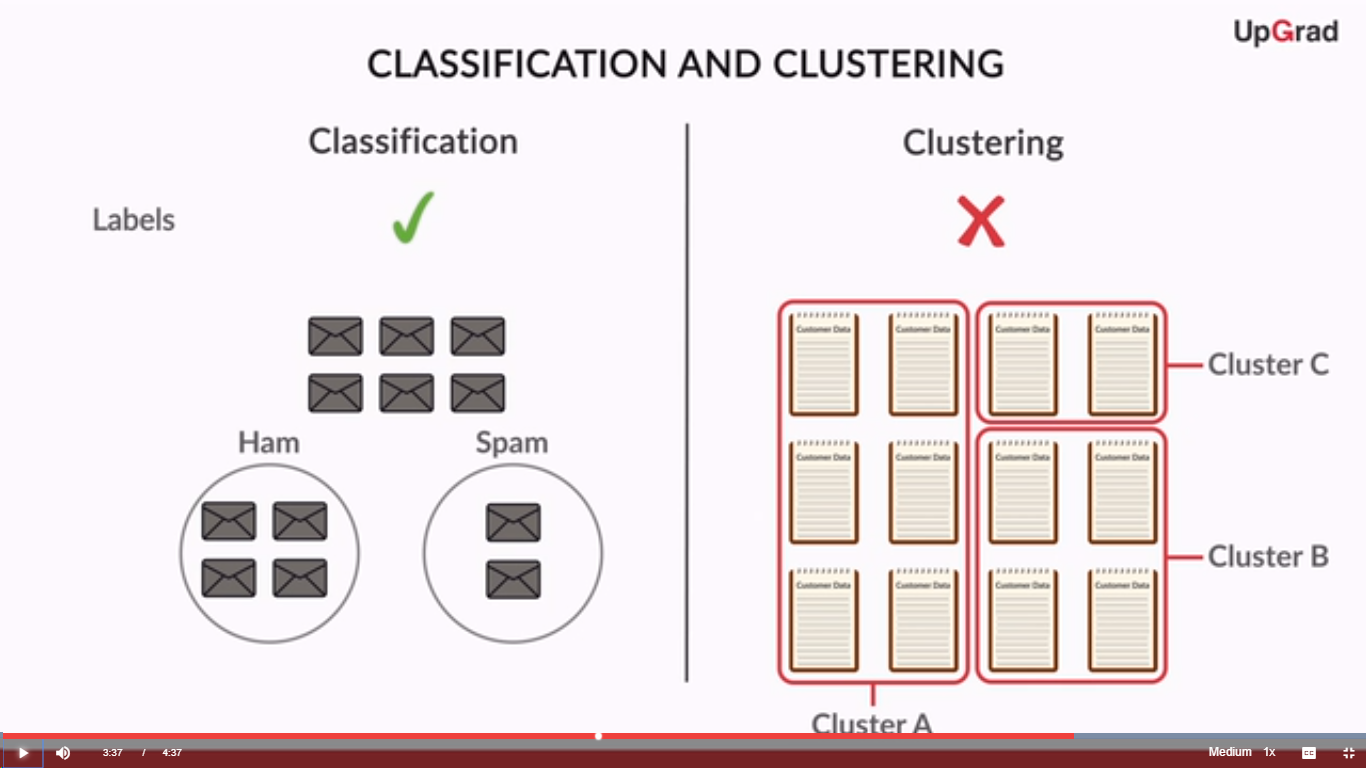 UpGrad
CLASSIFICATION AND CLUSTERING
Classification
Clustering
Labels
Customer Data
Customer Data
Customer Data
Customer Data
Cluster C
Ham
Spam
Customer Data
Customer Data
Customer Data
Customer Data
Cluster B
Customer Data
Customer Data
Customer Data
Customer Data
Cluster A
3:37 / 4:37
Medium 1x
CC